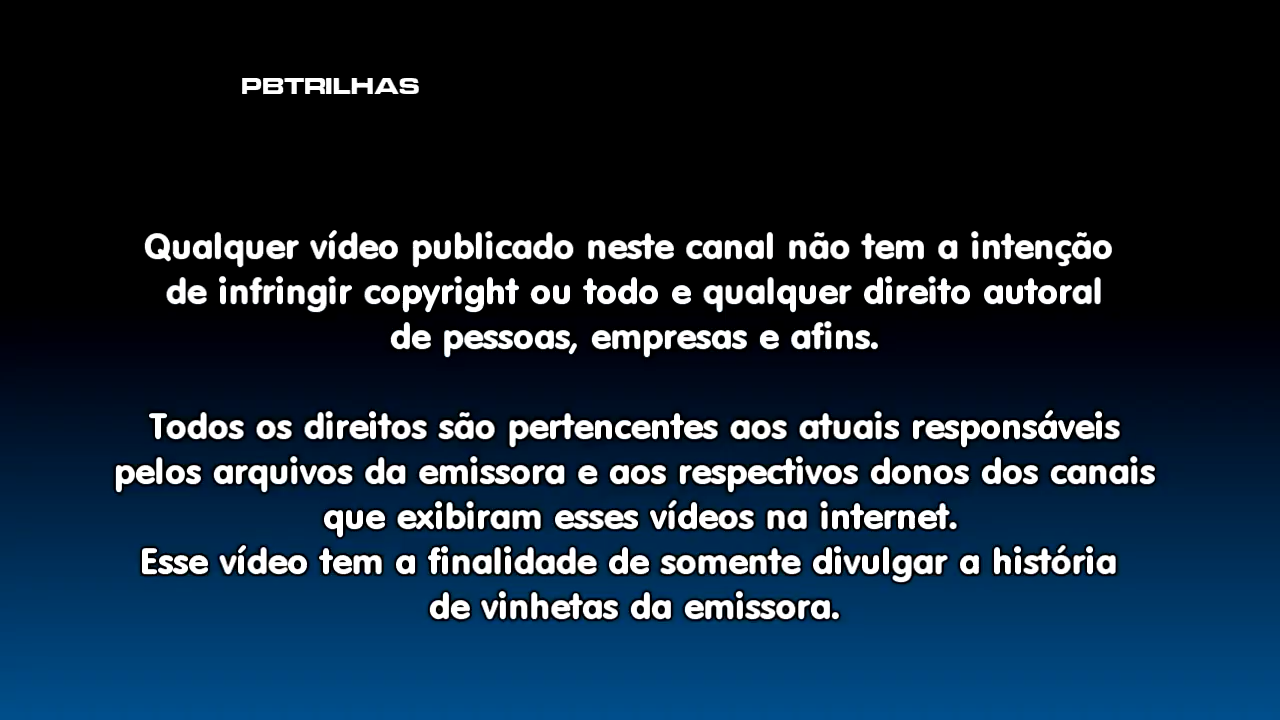 PBTRILHAS
Qualquer vídeo publicado neste canal não tem a intenção
de infringir copyright ou todo e qualquer direito autoral
de pessoas, empresas e afins.
Todos os direitos são pertencentes aos atuais responsáveis
pelos arquivos da emissora e aos respectivos donos dos canais
que exibiram esses vídeos na internet.
Esse vídeo tem a finalidade de somente divulgar a história
de vinhetas da emissora.